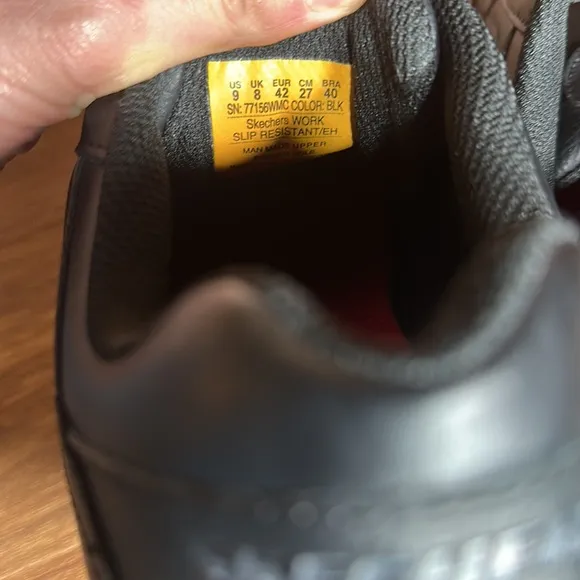 US UK EUR CM BRA
9 8 42 27 40
SN: 77156WMC COLOR: BLK
Skechers WORK
SLIP RESISTANT/EH
MAN MADE UPPER